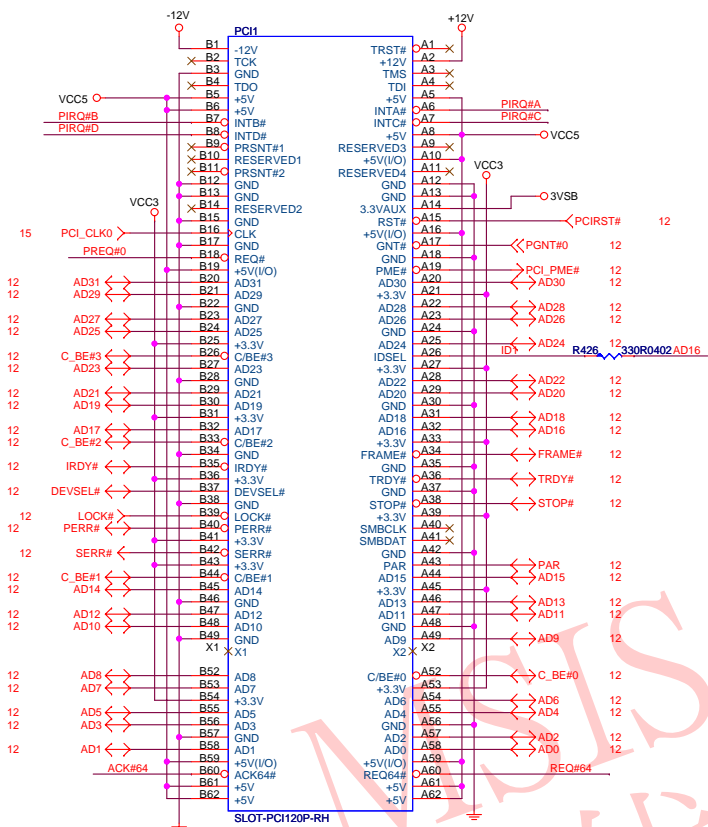 -12V +12V
PCI1
B1 -12V TRST# A1
B2 TCK +12V A2
B3 GND TMS A3
B4 TDO TDI A4
VCC5 B5 +5V +5V A5
B6 +5V INTA# A6 PIRQ#A
PIRQ#B B7 INTB# INTC# A7 PIRQ#C
PIRQ#D B8 INTD# +5V A8 VCC5
B9 PRSNT#1 RESERVED3 A9
B10 RESERVED1 +5V(I/O) A10
B11 PRSNT#2 RESERVED4 A11 VCC3
B12 GND GND A12
B13 GND GND A13
VCC3 B14 RESERVED2 3.3VAUX A14 3VSB
B15 GND RST# A15 PCIRST# 12
15 PCI_CLK0 B16 CLK +5V(I/O) A16
B17 GND GNT# A17 PGNT#0 12
PREQ#0 B18 REQ# GND A18
B19 +5V(I/O) PME# A19 PCI_PME# 12
12 AD31 B20 AD31 AD30 A20 AD30 12
12 AD29 B21 AD29 +3.3V A21
B22 GND AD28 A22 AD28 12
12 AD27 B23 AD27 AD26 A23 AD26 12
12 AD25 B24 AD25 GND A24
B25 +3.3V AD24 A25 AD24 12
12 C_BE#3 B26 C/BE#3 IDSEL A26 ID1 R426 330R0402 AD16
12 AD23 B27 AD23 +3.3V A27
B28 GND AD22 A28 AD22 12
12 AD21 B29 AD21 AD20 A29 AD20 12
12 AD19 B30 AD19 GND A30
B31 +3.3V AD18 A31 AD18 12
12 AD17 B32 AD17 AD16 A32 AD16 12
12 C_BE#2 B33 C/BE#2 +3.3V A33
B34 GND FRAME# A34 FRAME# 12
12 IRDY# B35 IRDY# GND A35
B36 +3.3V TRDY# A36 TRDY# 12
12 DEVSEL# B37 DEVSEL# GND A37
B38 GND STOP# A38 STOP# 12
12 LOCK# B39 LOCK# +3.3V A39
12 PERR# B40 PERR# SMBCLK A40
B41 +3.3V SMBDAT A41
12 SERR# B42 SERR# GND A42
B43 +3.3V PAR A43 PAR 12
12 C_BE#1 B44 C/BE#1 AD15 A44 AD15 12
12 AD14 B45 AD14 +3.3V A45
B46 GND AD13 A46 AD13 12
12 AD12 B47 AD12 AD11 A47 AD11 12
12 AD10 B48 AD10 GND A48
B49 GND AD9 A49 AD9 12
X1 X1 X2 X2
12 AD8 B52 AD8 C/BE#0 A52 C_BE#0 12
12 AD7 B53 AD7 +3.3V A53
B54 +3.3V AD6 A54 AD6 12
12 AD5 B55 AD5 AD4 A55 AD4 12
12 AD3 B56 AD3 GND A56
B57 GND AD2 A57 AD2 12
12 AD1 B58 AD1 AD0 A58 AD0 12
B59 +5V(I/O) +5V(I/O) A59
ACK#64 B60 ACK64# REQ64# A60 REQ#64
B61 +5V +5V A61
B62 +5V +5V A62
SLOT-PCI120P-RH
MSIS